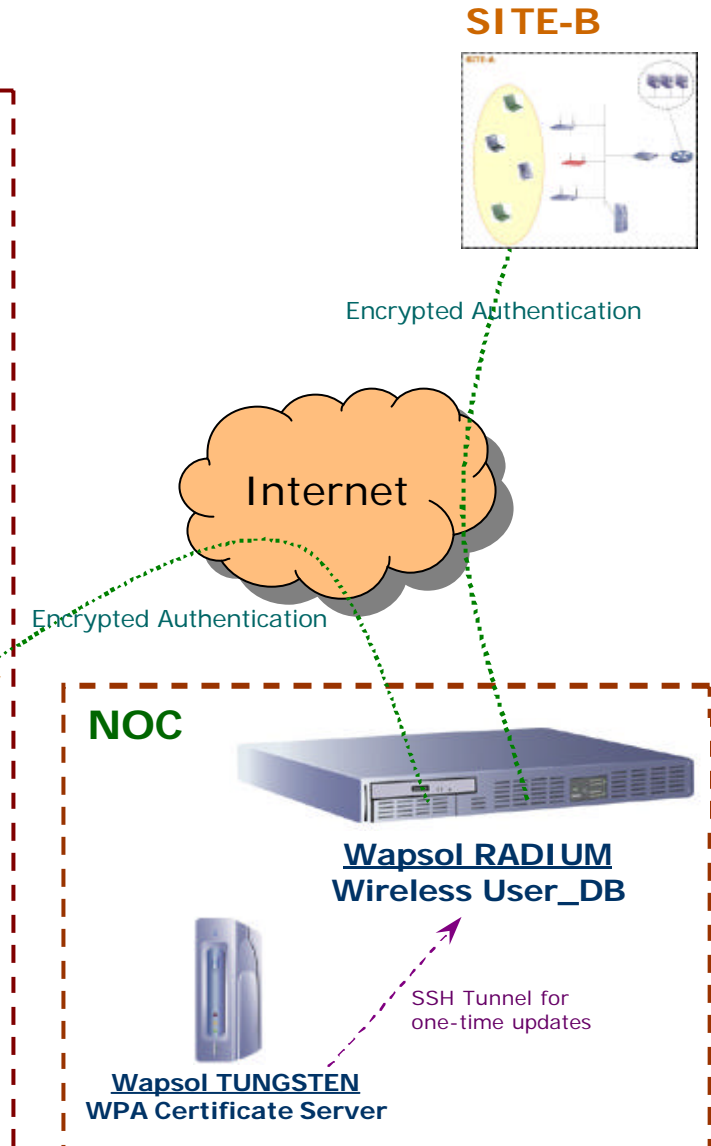 SITE-B
SITE-A
Encrypted Authentication
Internet
Encrypted Authentication
NOC
Wapsol RADIUM
Wireless User_DB
SSH Tunnel for
one-time updates
Wapsol TUNGSTEN
WPA Certificate Server